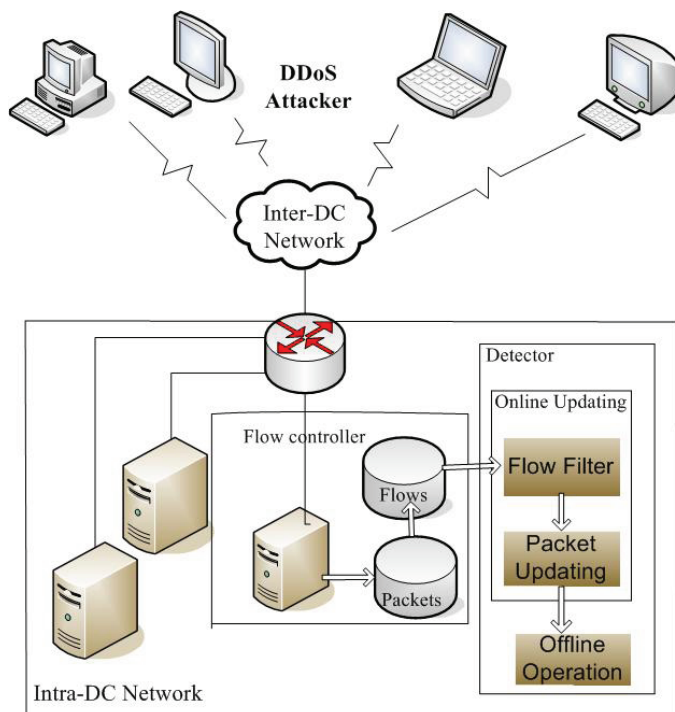 DDoS
Attacker
Inter-DC
Network
Detector
Online Updating
Flow controller
Flow Filter
Flows
Packet
Updating
Packets
Offline
Operation
Intra-DC Network